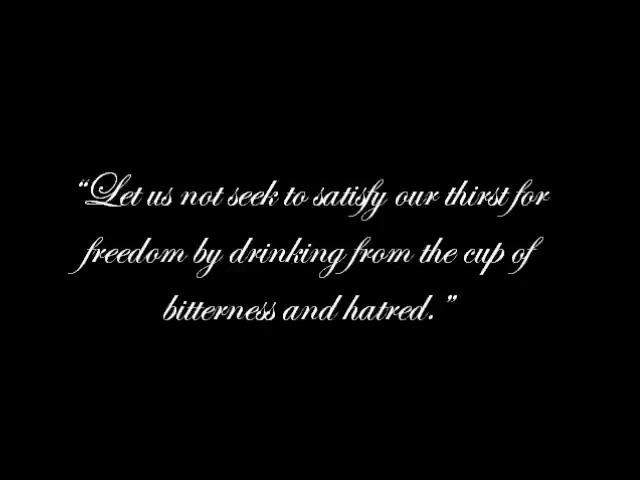 “Let us not seek to satisfy our thirst for
freedom by drinking from the cup of
bitterness and hatred.”